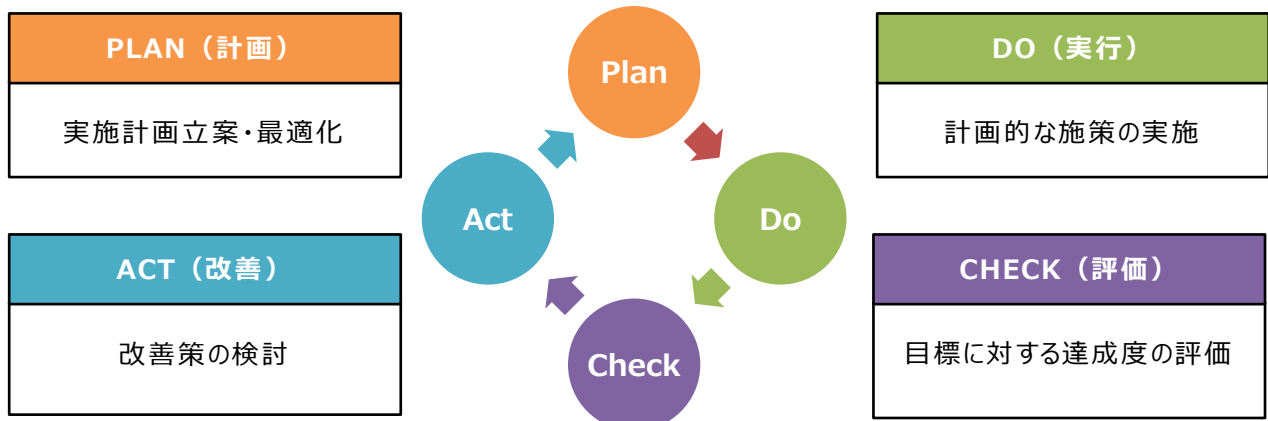 PLAN（計画）
実施計画立案・最適化
Plan
DO（実行）
計画的な施策の実施
Act
Do
ACT（改善）
改善策の検討
Check
CHECK（評価）
目標に対する達成度の評価